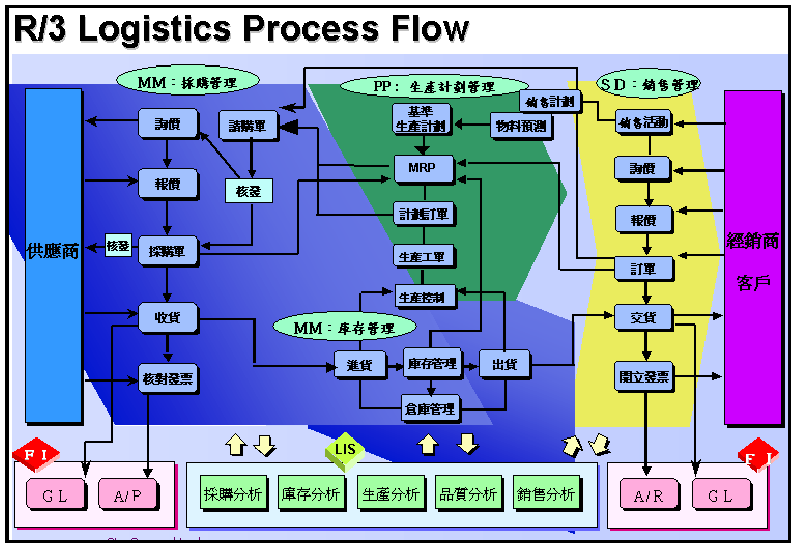 R/3 Logistics Process Flow
MM：採購管理
PP：生產計劃管理
SD：銷售管理
詢價
請購單
基準
生產計劃
物料預測
銷售計劃
銷售活動
報價
核發
MRP
詢價
計劃訂單
報價
供應商
核發
採購單
生產工單
訂單
經銷商
客戶
生產控制
收貨
MM：庫存管理
交貨
核對發票
進貨
庫存管理
出貨
開立發票
倉庫管理
F I
LIS
F I
GL
A/P
採購分析
庫存分析
生產分析
品質分析
銷售分析
A/R
GL